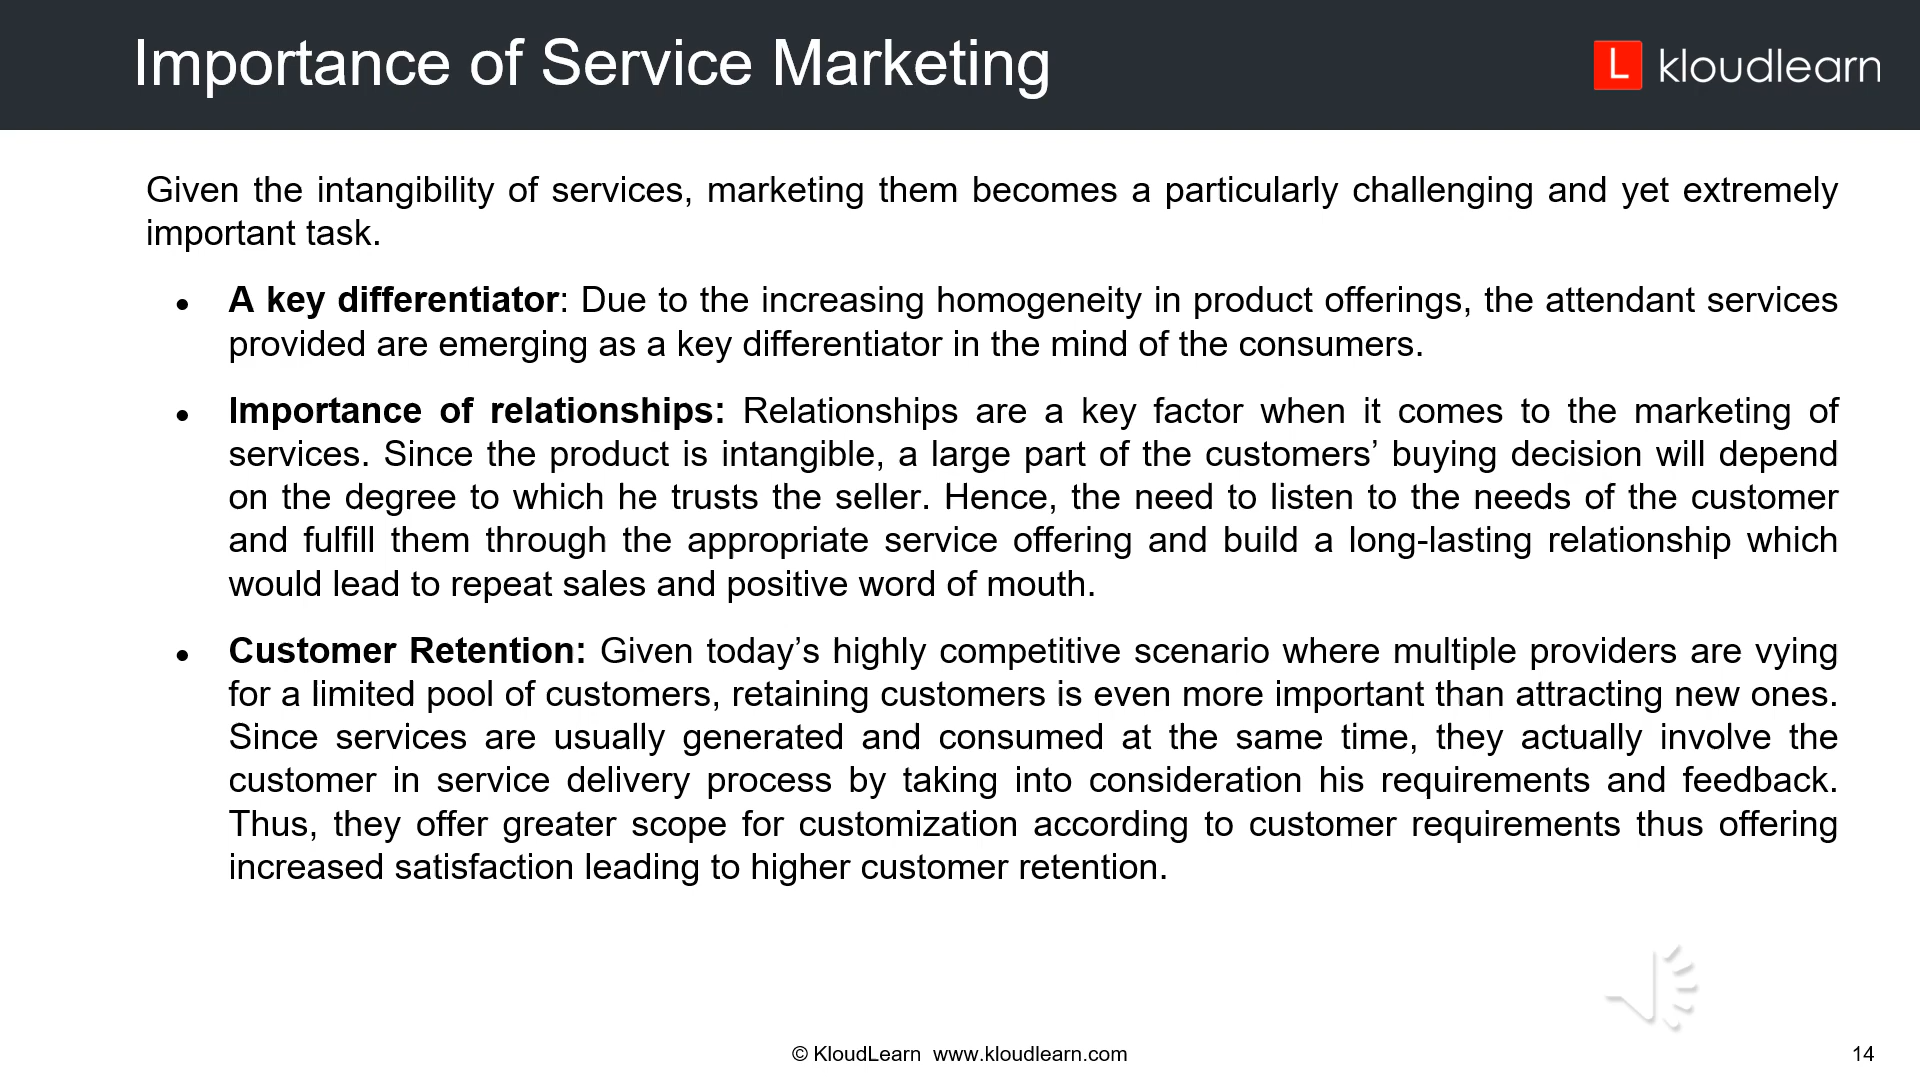 Importance of Service Marketing
L kloudlearn
Given the intangibility of services, marketing them becomes a particularly challenging and yet extremely
important task.
● A key differentiator: Due to the increasing homogeneity in product offerings, the attendant services
provided are emerging as a key differentiator in the mind of the consumers.
● Importance of relationships: Relationships are a key factor when it comes to the marketing of
services. Since the product is intangible, a large part of the customers’ buying decision will depend
on the degree to which he trusts the seller. Hence, the need to listen to the needs of the customer
and fulfill them through the appropriate service offering and build a long-lasting relationship which
would lead to repeat sales and positive word of mouth.
● Customer Retention: Given today’s highly competitive scenario where multiple providers are vying
for a limited pool of customers, retaining customers is even more important than attracting new ones.
Since services are usually generated and consumed at the same time, they actually involve the
customer in service delivery process by taking into consideration his requirements and feedback.
Thus, they offer greater scope for customization according to customer requirements thus offering
increased satisfaction leading to higher customer retention.
© KloudLearn www.kloudlearn.com
14